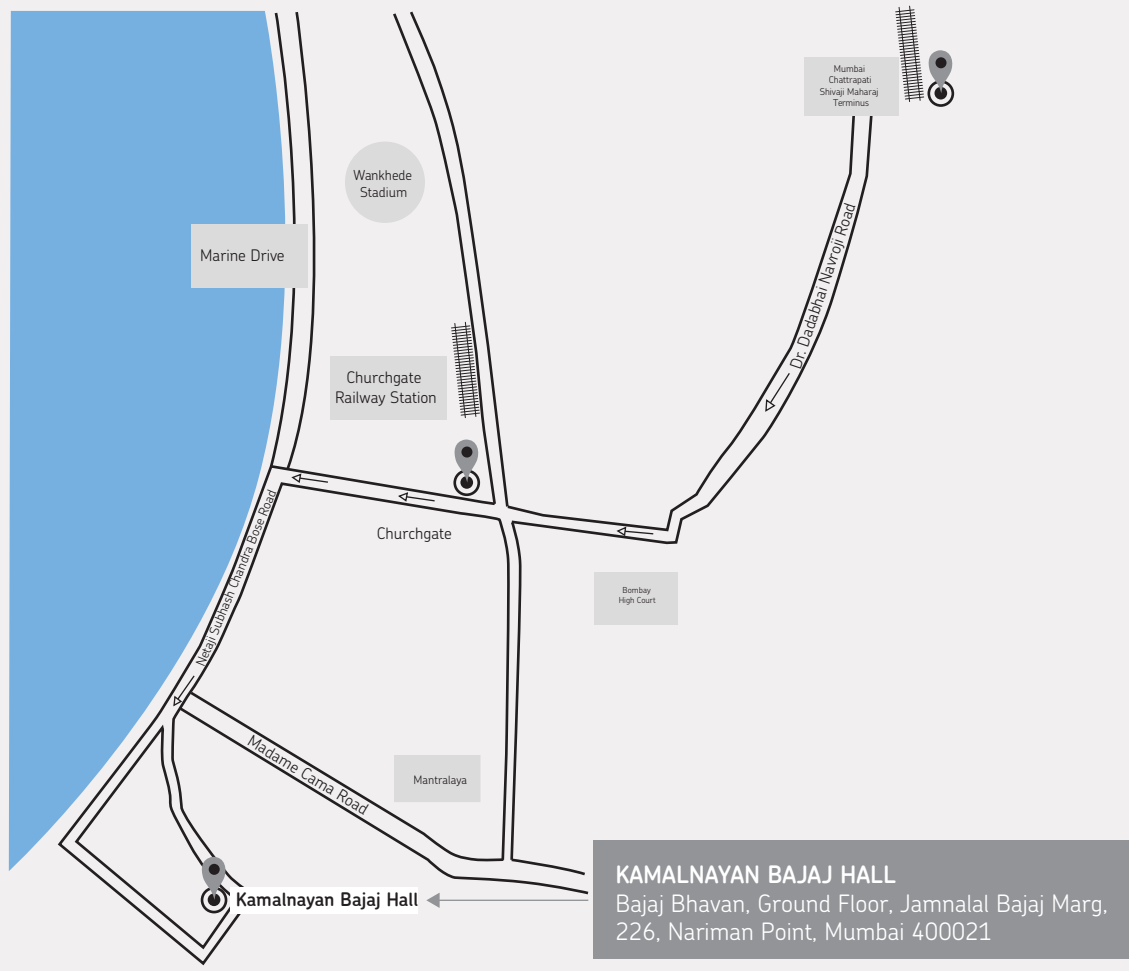 Mumbai
Chattrapati
Shivaji Maharaj
Terminus
Wankhede
Stadium
Marine Drive
Dr. Dadabhai Navroji Road
Churchgate
Railway Station
Netaji Subhash Chandra Bose Road
Churchgate
Bombay
High Court
Madame Cama Road
Mantralaya
Kamalnayan Bajaj Hall
KAMALNAYAN BAJAJ HALL
Bajaj Bhavan, Ground Floor, Jamnalal Bajaj Marg,
226, Nariman Point, Mumbai 400021